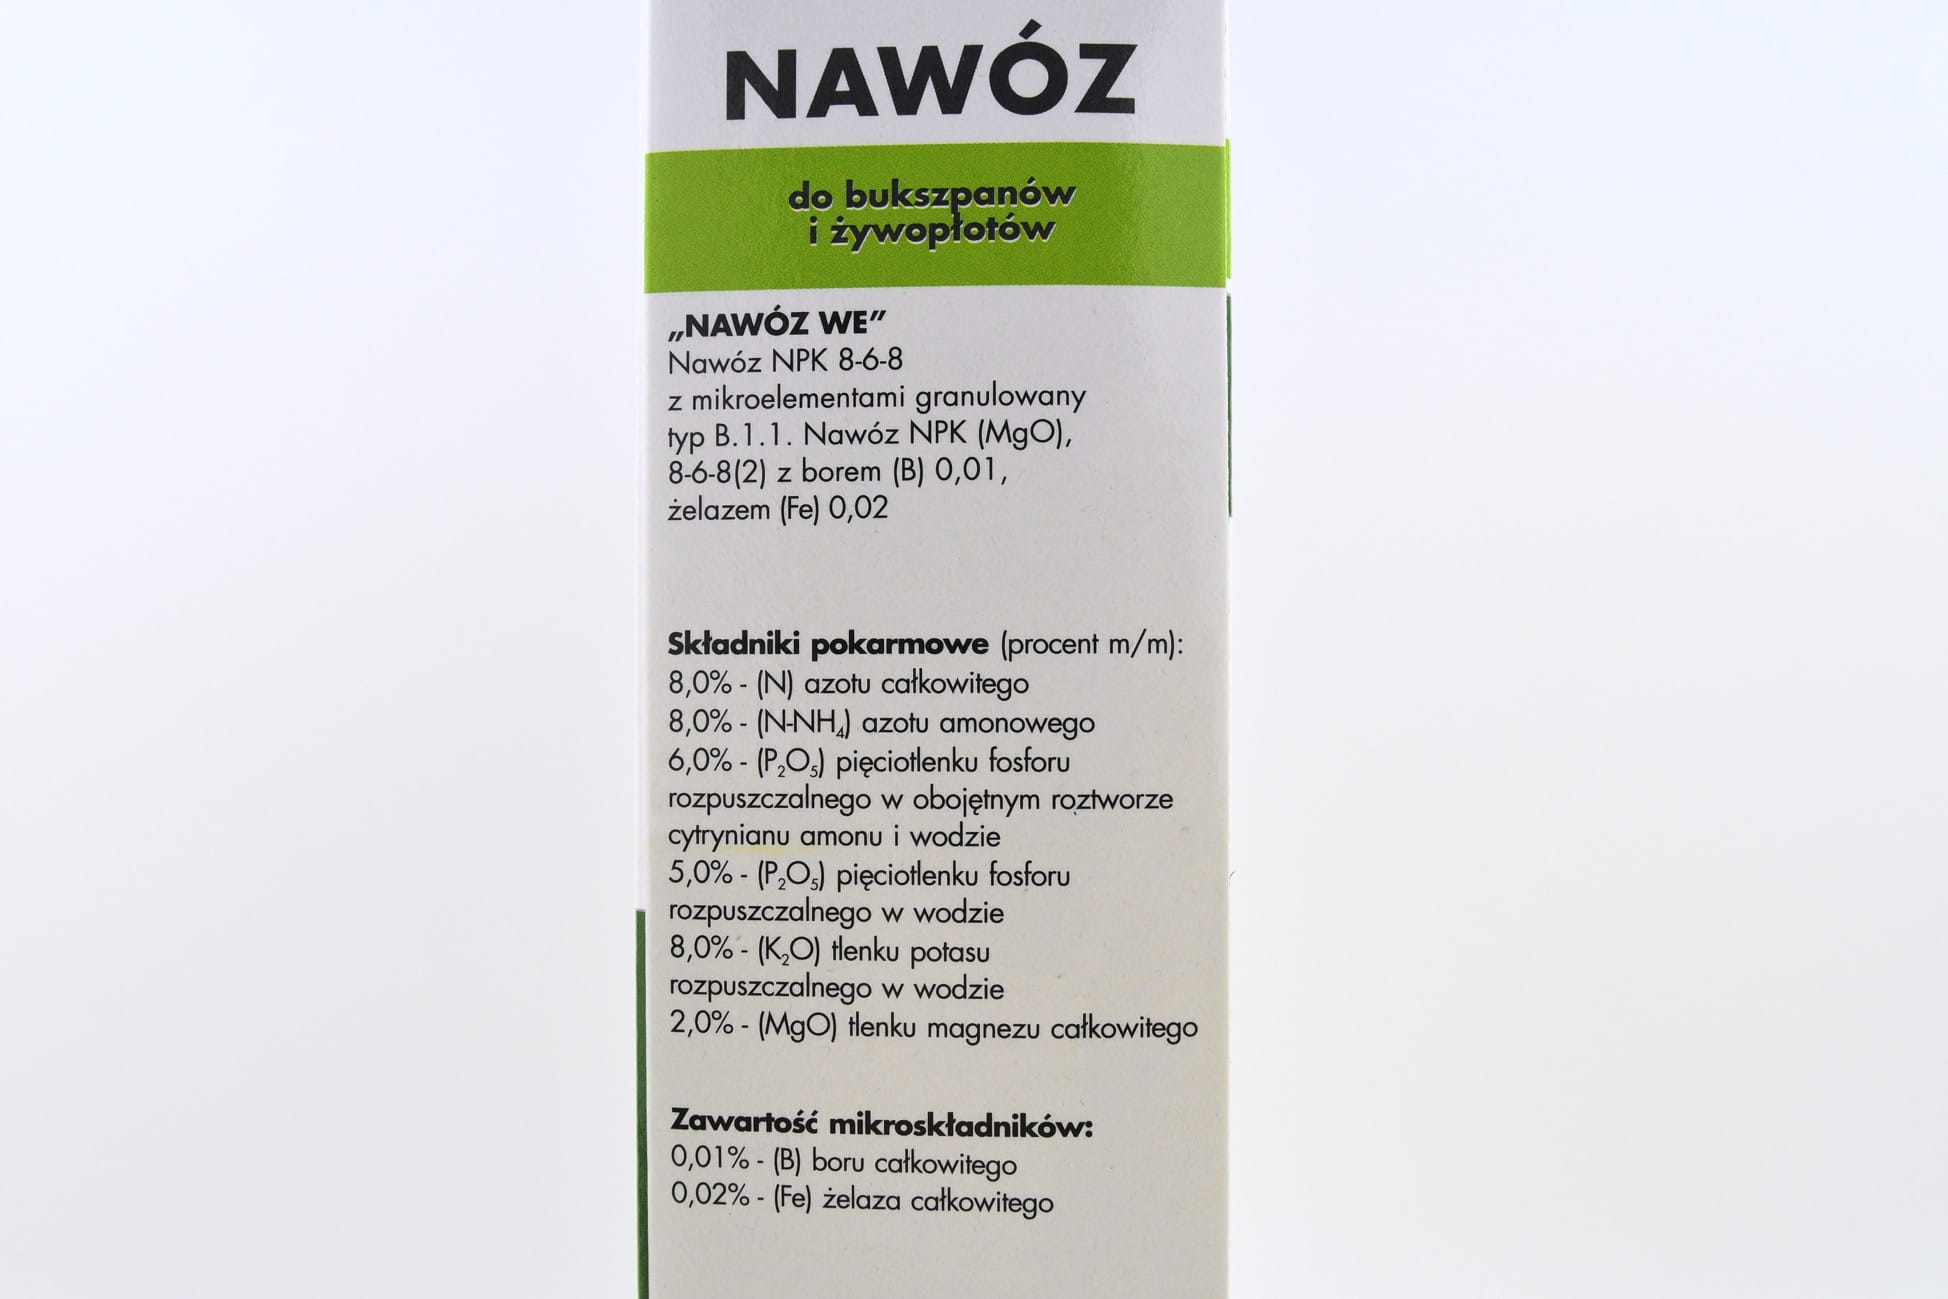 NAWÓZ
do bukszpanów
i żywopłotów
„NAWÓZ WE”
Nawóz NPK 8-6-8
z mikroelementami granulowany
typ B.1.1. Nawóz NPK (MgO),
8-6-8(2) z borem (B) 0,01,
żelazem (Fe) 0,02
Składniki pokarmowe (procent m/m):
8,0% - (N) azotu całkowitego
8,0% - (N-NH₄) azotu amonowego
6,0% - (P₂O₅) pięciotlenku fosforu
rozpuszczalnego w obojętnym roztworze
cytrynianu amonu i wodzie
5,0% - (P₂O₅) pięciotlenku fosforu
rozpuszczalnego w wodzie
8,0% - (K₂O) tlenku potasu
rozpuszczalnego w wodzie
2,0% - (MgO) tlenku magnezu całkowitego
Zawartość mikroskładników:
0,01% - (B) boru całkowitego
0,02% - (Fe) żelaza całkowitego